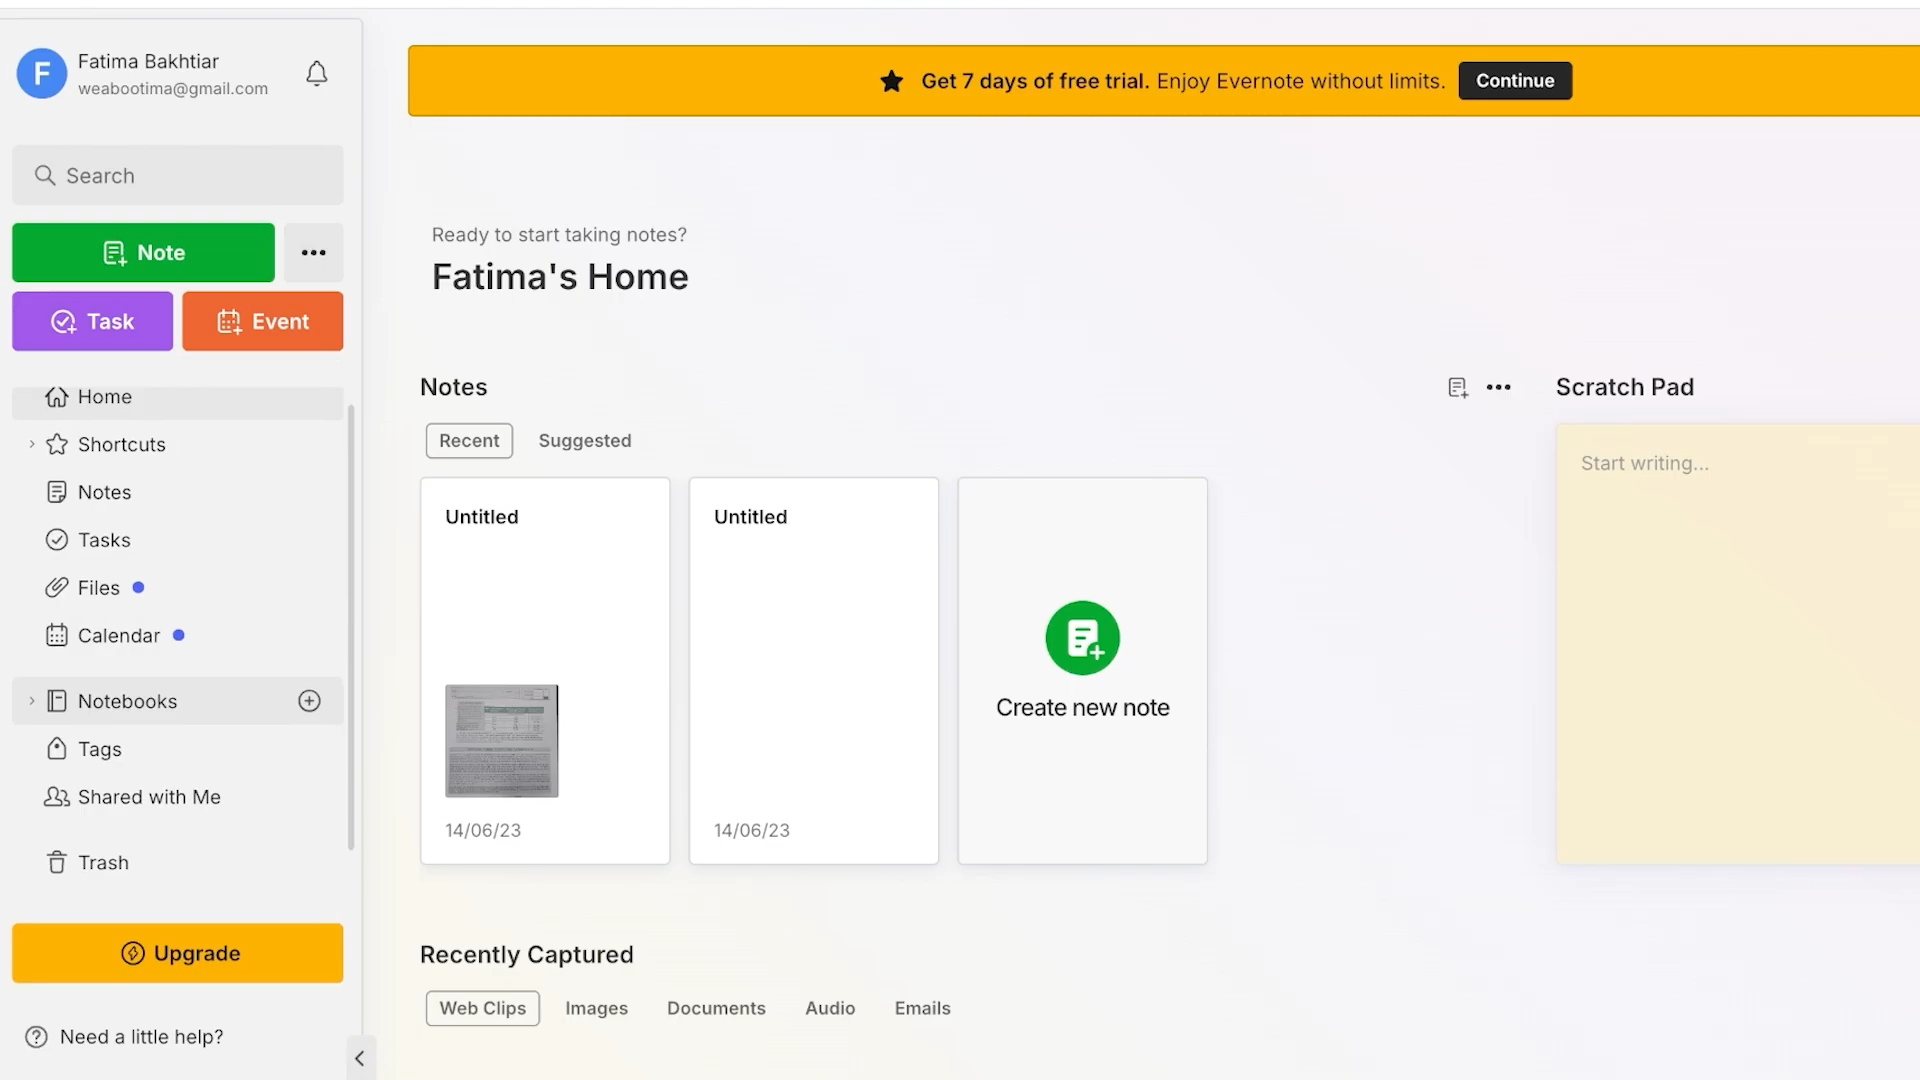 F
Fatima Bakhtiar
weabootima@gmail.com
Search
Note
Task
Event
Home
Shortcuts
Notes
Tasks
Files
Calendar
Notebooks
Tags
Shared with Me
Trash
Upgrade
Need a little help?
Get 7 days of free trial. Enjoy Evernote without limits.
Continue
Ready to start taking notes?
Fatima's Home
Notes
Recent
Suggested
Untitled
14/06/23
Untitled
14/06/23
Create new note
Scratch Pad
Start writing...
Recently Captured
Web Clips
Images
Documents
Audio
Emails